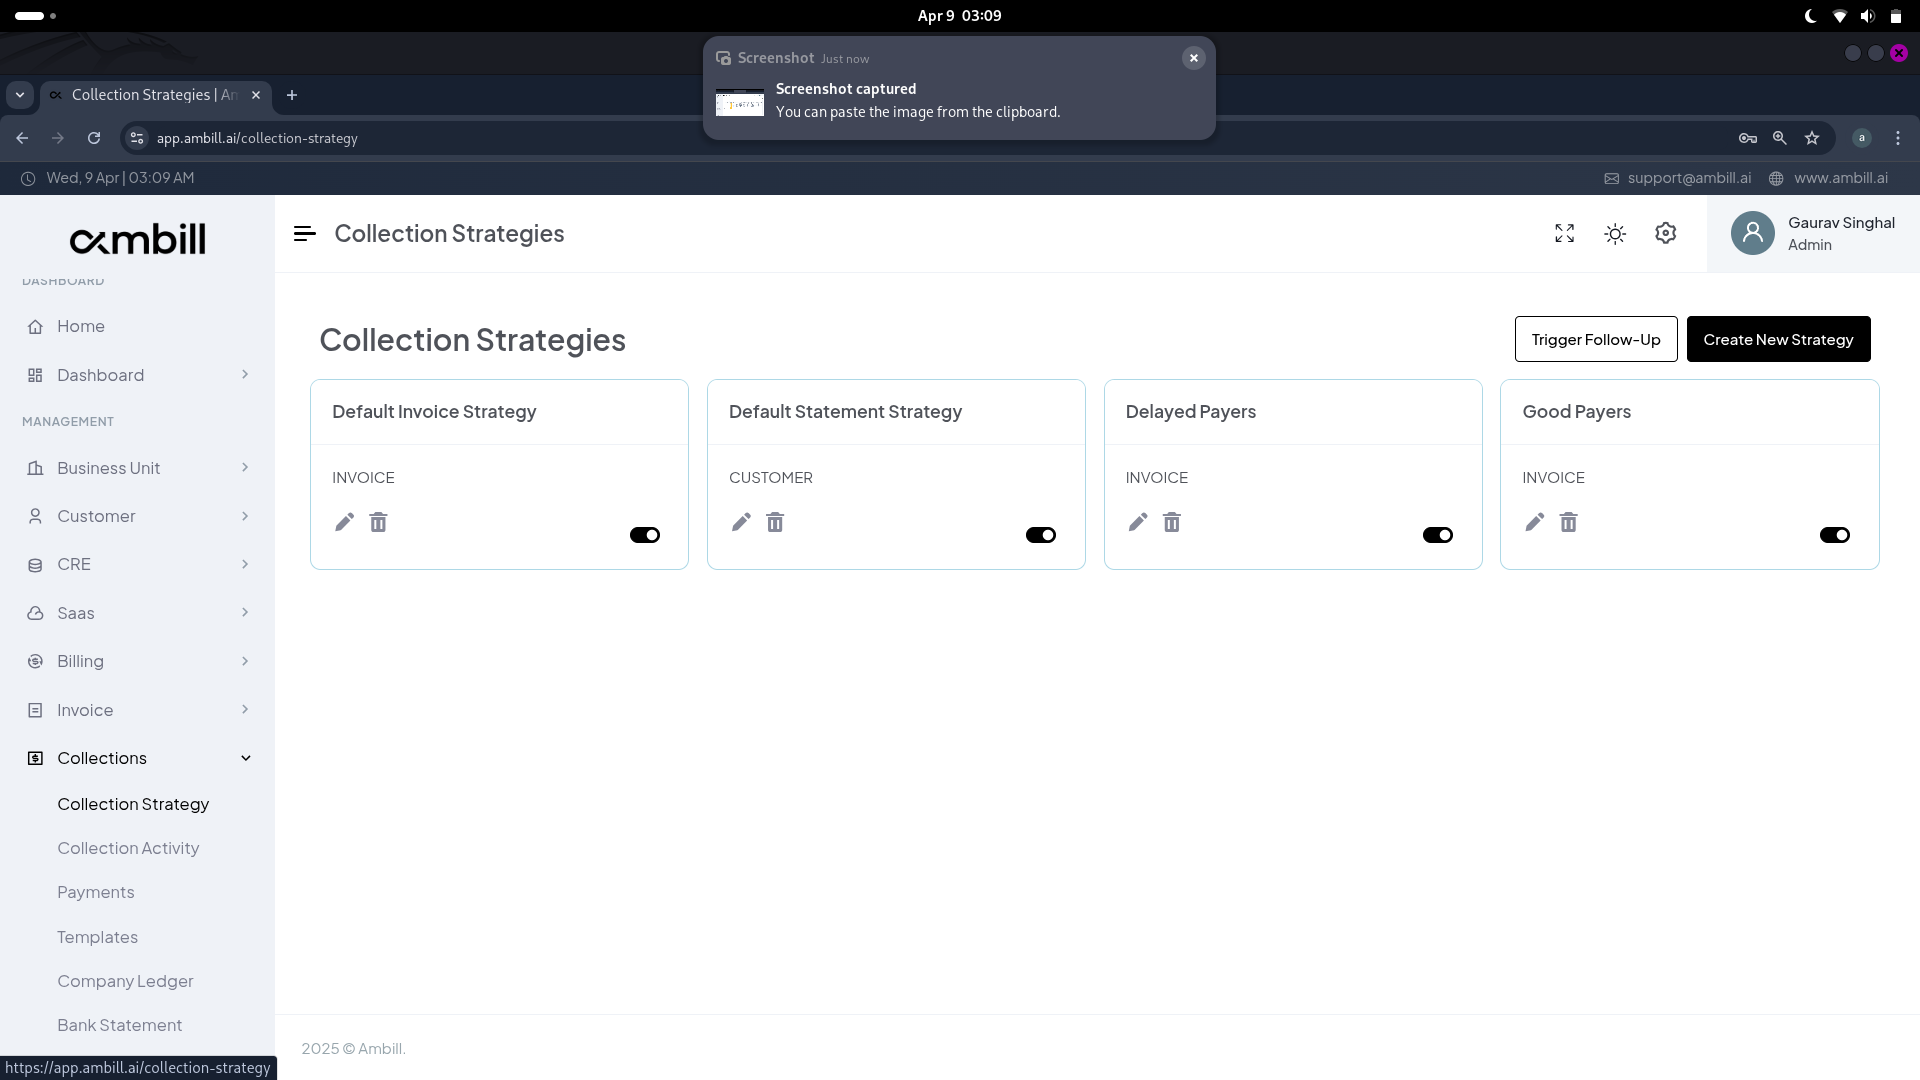 Apr 9 03:09
Screenshot Just now
Screenshot captured
You can paste the image from the clipboard.
Collection Strategies | Am
app.ambill.ai/collection-strategy
a
Wed, 9 Apr | 03:09 AM
support@ambill.ai
www.ambill.ai
ambill
Collection Strategies
Gaurav Singhal
Admin
DASHBOARD
Home
Dashboard
MANAGEMENT
Business Unit
Customer
CRE
Saas
Billing
Invoice
Collections
Collection Strategy
Collection Activity
Payments
Templates
Company Ledger
Bank Statement
Collection Strategies
Trigger Follow-Up
Create New Strategy
Default Invoice Strategy
INVOICE
Default Statement Strategy
CUSTOMER
Delayed Payers
INVOICE
Good Payers
INVOICE
2025 © Ambill.
https://app.ambill.ai/collection-strategy